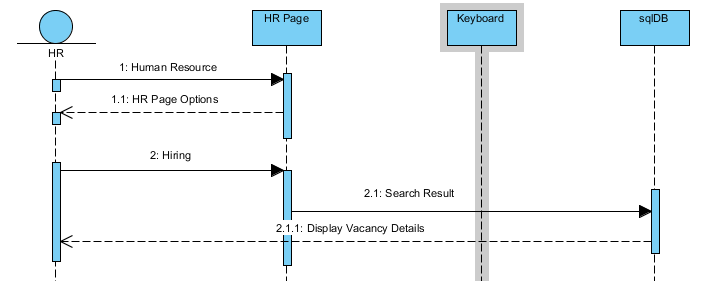 HR Page
Keyboard
sqlDB
HR
1: Human Resource
1.1: HR Page Options
2: Hiring
2.1: Search Result
2.1.1: Display Vacancy Details